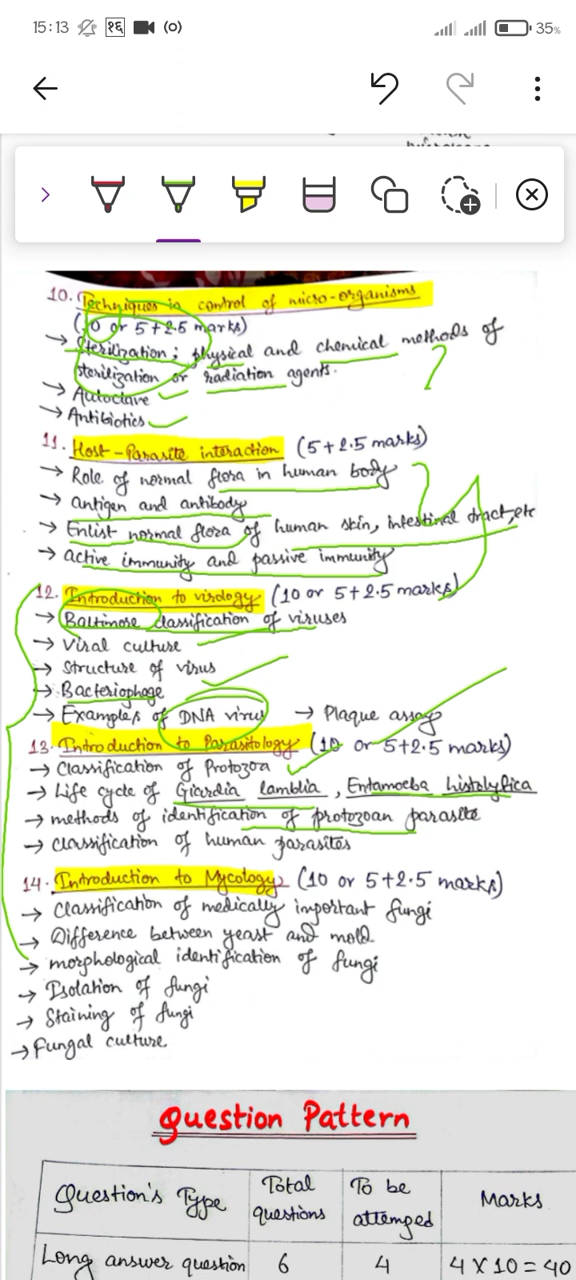 15:13 35%
10. Techniques in control of micro-organisms
(10 or 5+2.5 marks)
→ Sterilization; physical and chemical methods of
sterilization or radiation agents.
→ Autoclave
→ Antibiotics
?
11. Host-Parasite interaction (5+2.5 marks)
→ Role of normal flora in human body
→ antigen and antibody
→ Enlist normal flora of human skin, intestinal tract, etc
→ active immunity and passive immunity
12. Introduction to virology (10 or 5+2.5 marks)
→ Baltimose classification of viruses
→ Viral culture
→ Structure of virus
→ Bacteriophage
→ Examples of DNA virus → Plaque assay
13. Introduction to Parasitology (10 or 5+2.5 marks)
→ Classification of Protozoa
→ Life cycle of Giardia lamblia, Entamoeba histolytica
→ methods of identification of protozoan parasite
→ classification of human parasites
14. Introduction to Mycology (10 or 5+2.5 marks)
→ Classification of medically important fungi
→ Difference between yeast and mold
→ morphological identification of fungi
→ Isolation of fungi
→ Staining of fungi
→ Fungal culture
Question Pattern
Question's Type Total questions To be attemged Marks
Long answer question 6 4 4 X 10 = 40